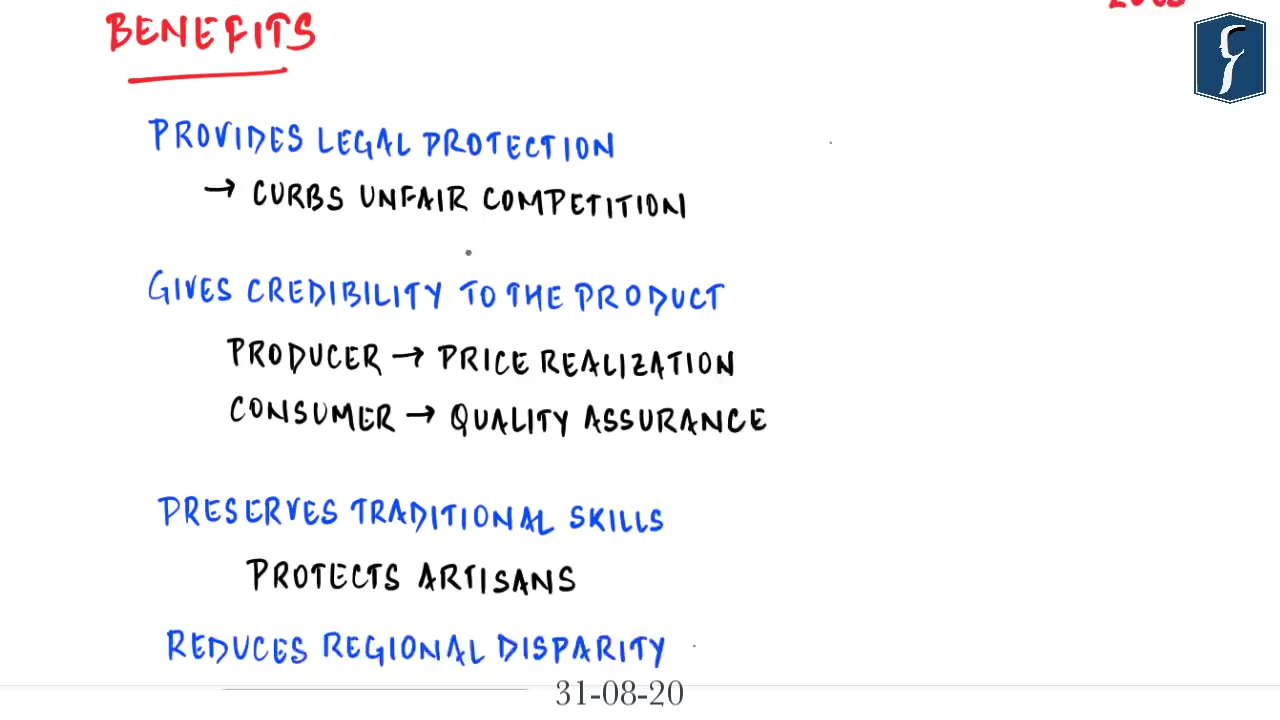 BENEFITS
PROVIDES LEGAL PROTECTION
→ CURBS UNFAIR COMPETITION
GIVES CREDIBILITY TO THE PRODUCT
PRODUCER → PRICE REALIZATION
CONSUMER → QUALITY ASSURANCE
PRESERVES TRADITIONAL SKILLS
PROTECTS ARTISANS
REDUCES REGIONAL DISPARITY
31-08-20